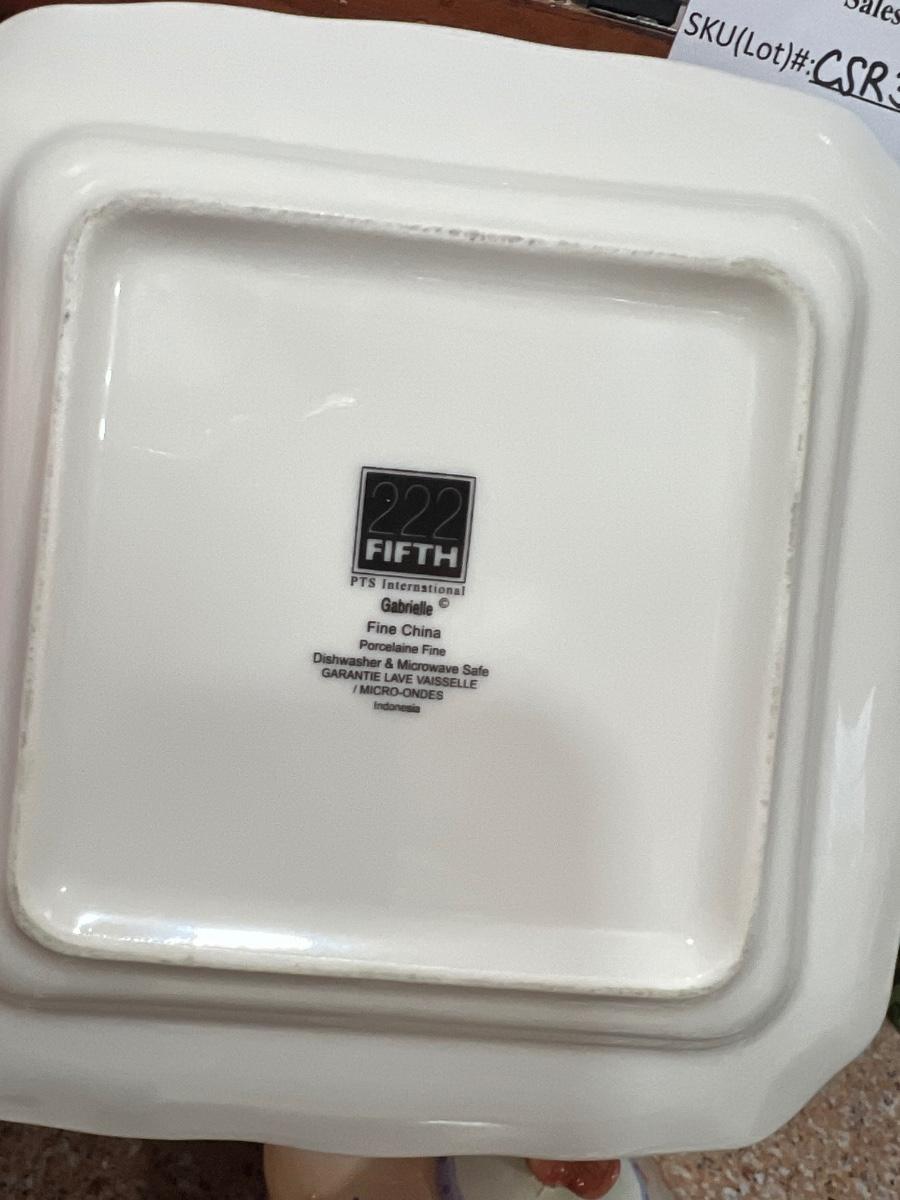 Sales
SKU(Lot)#: CSR3
222
FIFTH
PTS International
Gabrielle ©
Fine China
Porcelaine Fine
Dishwasher & Microwave Safe
GARANTIE LAVE VAISSELLE
/ MICRO-ONDES
Indonesia